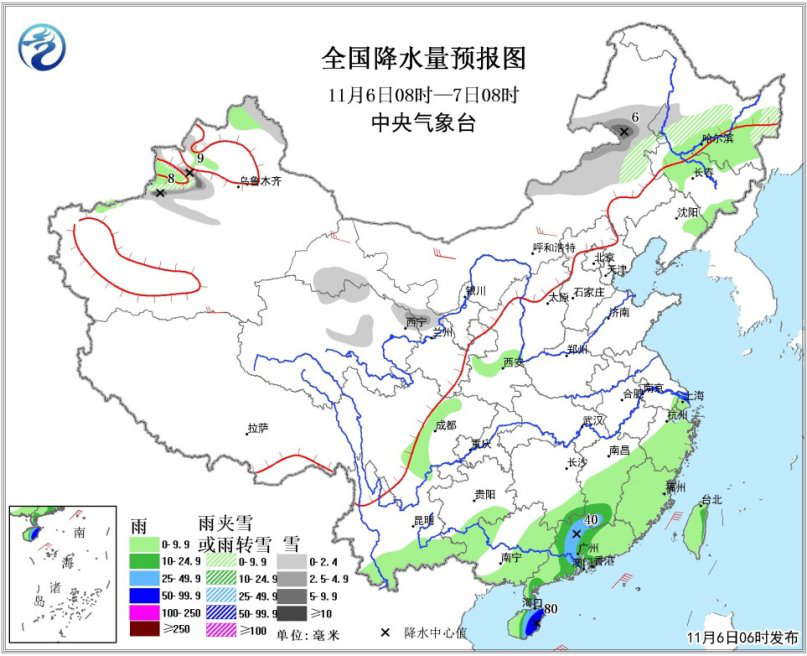 全国降水量预报图
11月6日08时—7日08时
中央气象台
6
9
8
乌鲁木齐
哈尔滨
长春
沈阳
呼和浩特
北京
天津
银川
太原
石家庄
西宁
兰州
济南
西安
郑州
合肥
南京
上海
杭州
拉萨
成都
重庆
武汉
南昌
长沙
贵阳
福州
台北
昆明
40
广州
南宁
澳门
香港
海口
80
南
海
诸
岛
雨
雨夹雪
或雨转雪
雪
0-9.9
0-9.9
0-2.4
10-24.9
10-24.9
2.5-4.9
25-49.9
25-49.9
5-9.9
50-99.9
50-99.9
≥10
100-250
≥100
单位:毫米
≥250
降水中心值
11月6日06时发布